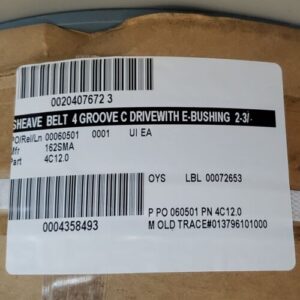 0020407672 3
SHEAVE BELT 4 GROOVE C DRIVEWITH E-BUSHING 2-3/-
PO/Rel/Ln 00060501 0001 UI EA
Mfr 162SMA
Part 4C12.0
OYS LBL 00072653
0004358493
P PO 060501 PN 4C12.0
M OLD TRACE#013796101000